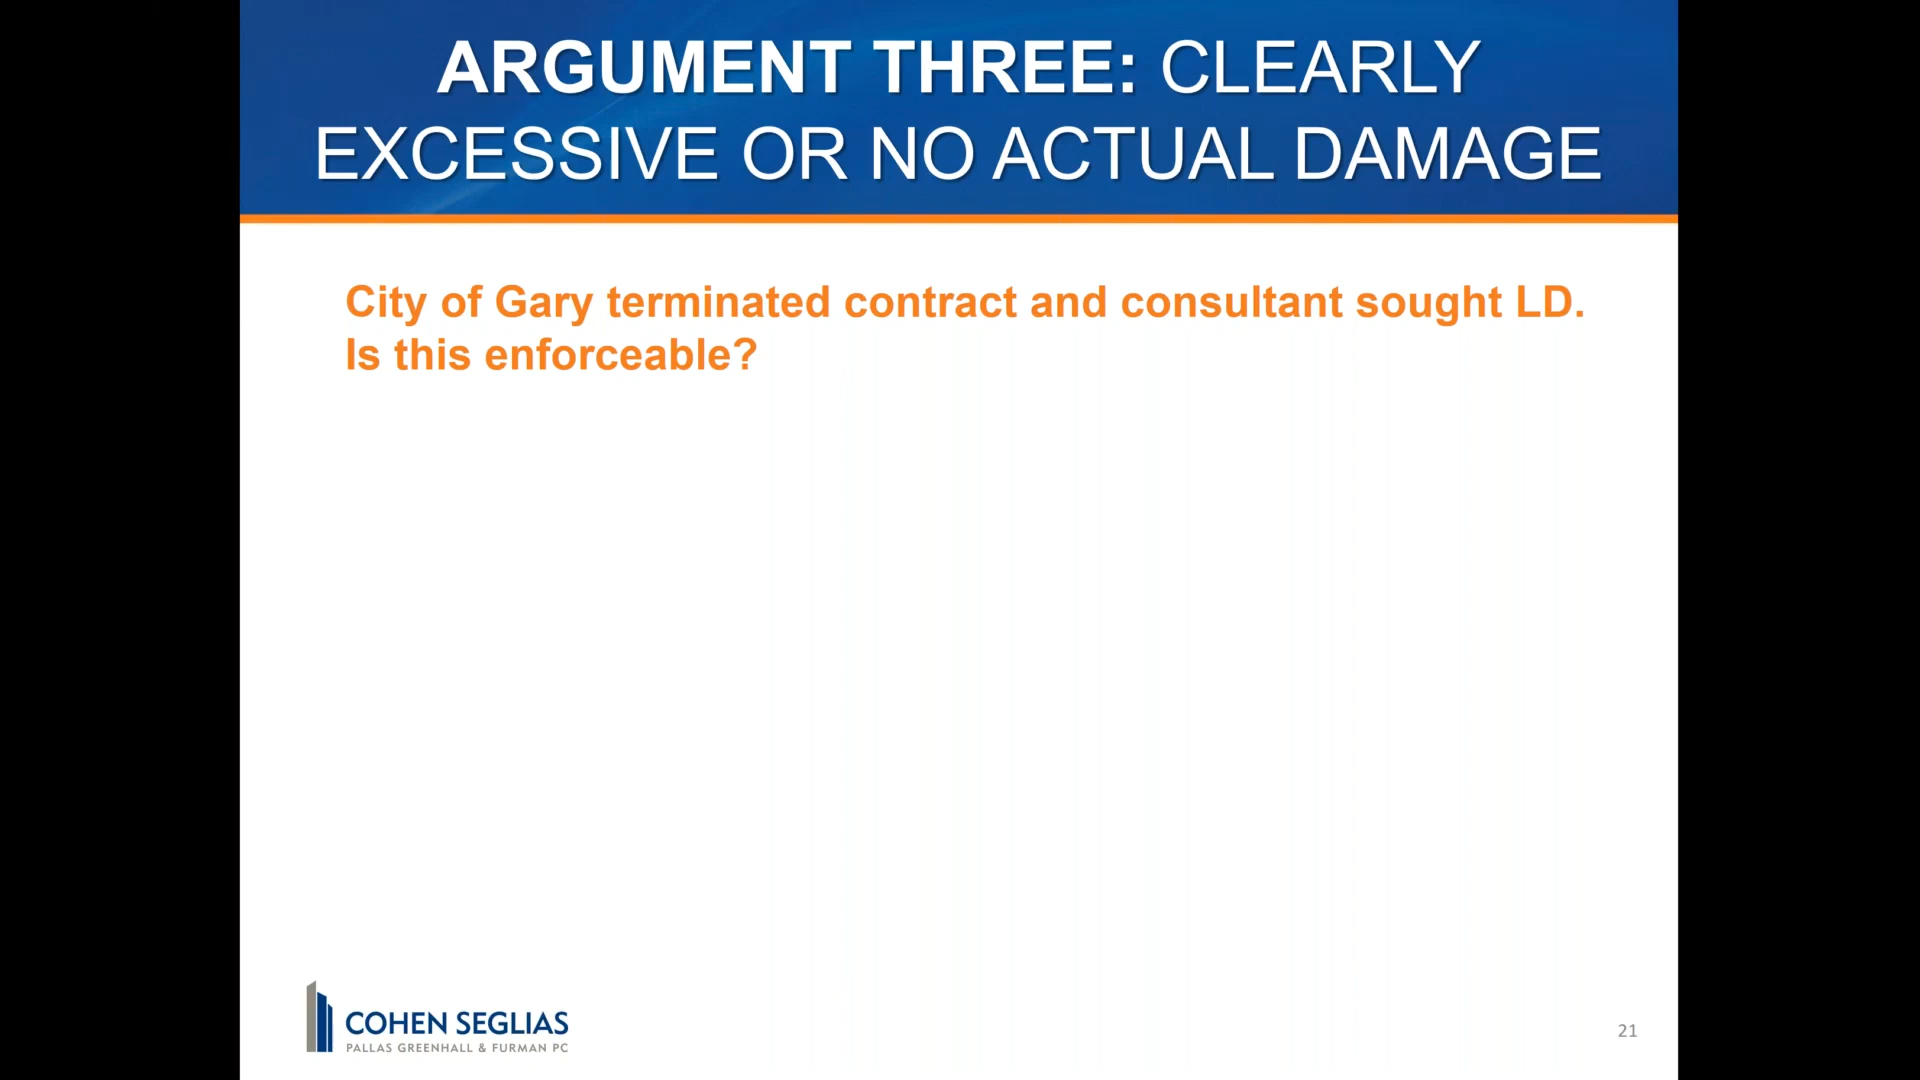 ARGUMENT THREE: CLEARLY
EXCESSIVE OR NO ACTUAL DAMAGE
City of Gary terminated contract and consultant sought LD.
Is this enforceable?
COHEN SEGLIAS
PALLAS GREENHALL & FURMAN PC
21